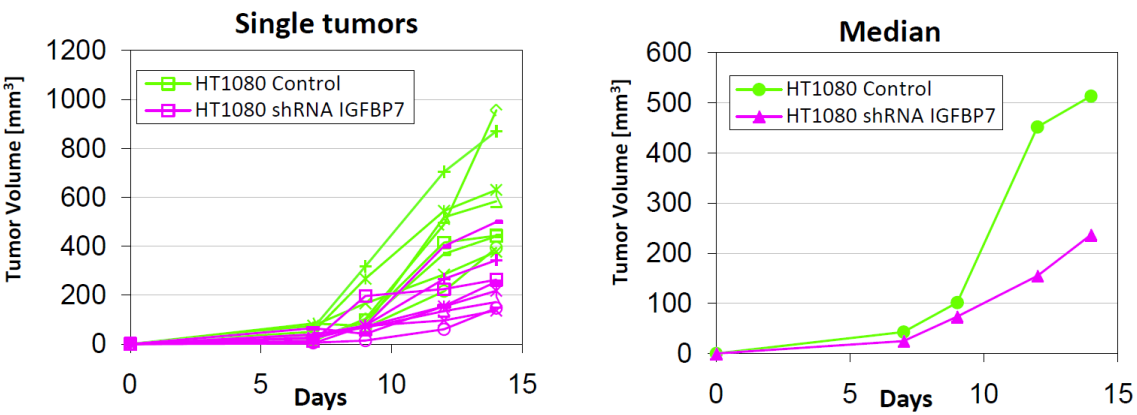 Single tumors
Tumor Volume [mm³]
1200
1000
800
600
400
200
0
HT1080 Control
HT1080 shRNA IGFBP7
0 5 10 15
Days
Median
Tumor Volume [mm³]
600
500
400
300
200
100
0
HT1080 Control
HT1080 shRNA IGFBP7
0 5 10 15
Days